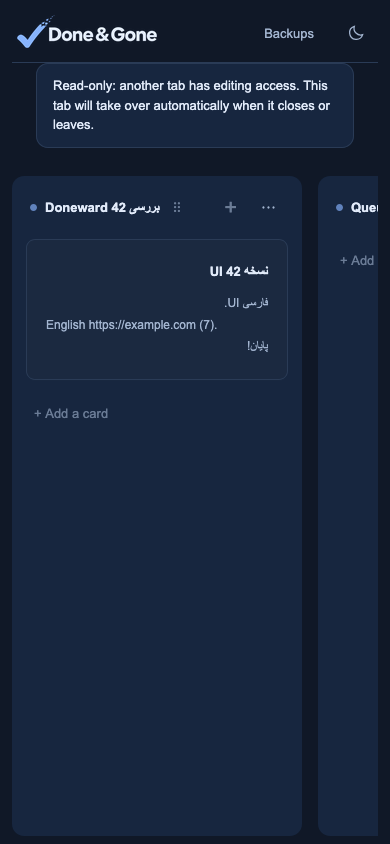 Done & Gone
Backups
Read-only: another tab has editing access. This
tab will take over automatically when it closes or
leaves.
Doneward 42 بررسی
Que
نسخه 42 UI
فارسی UI.
English https://example.com (7).
پایان!
+ Add a card
+ Add